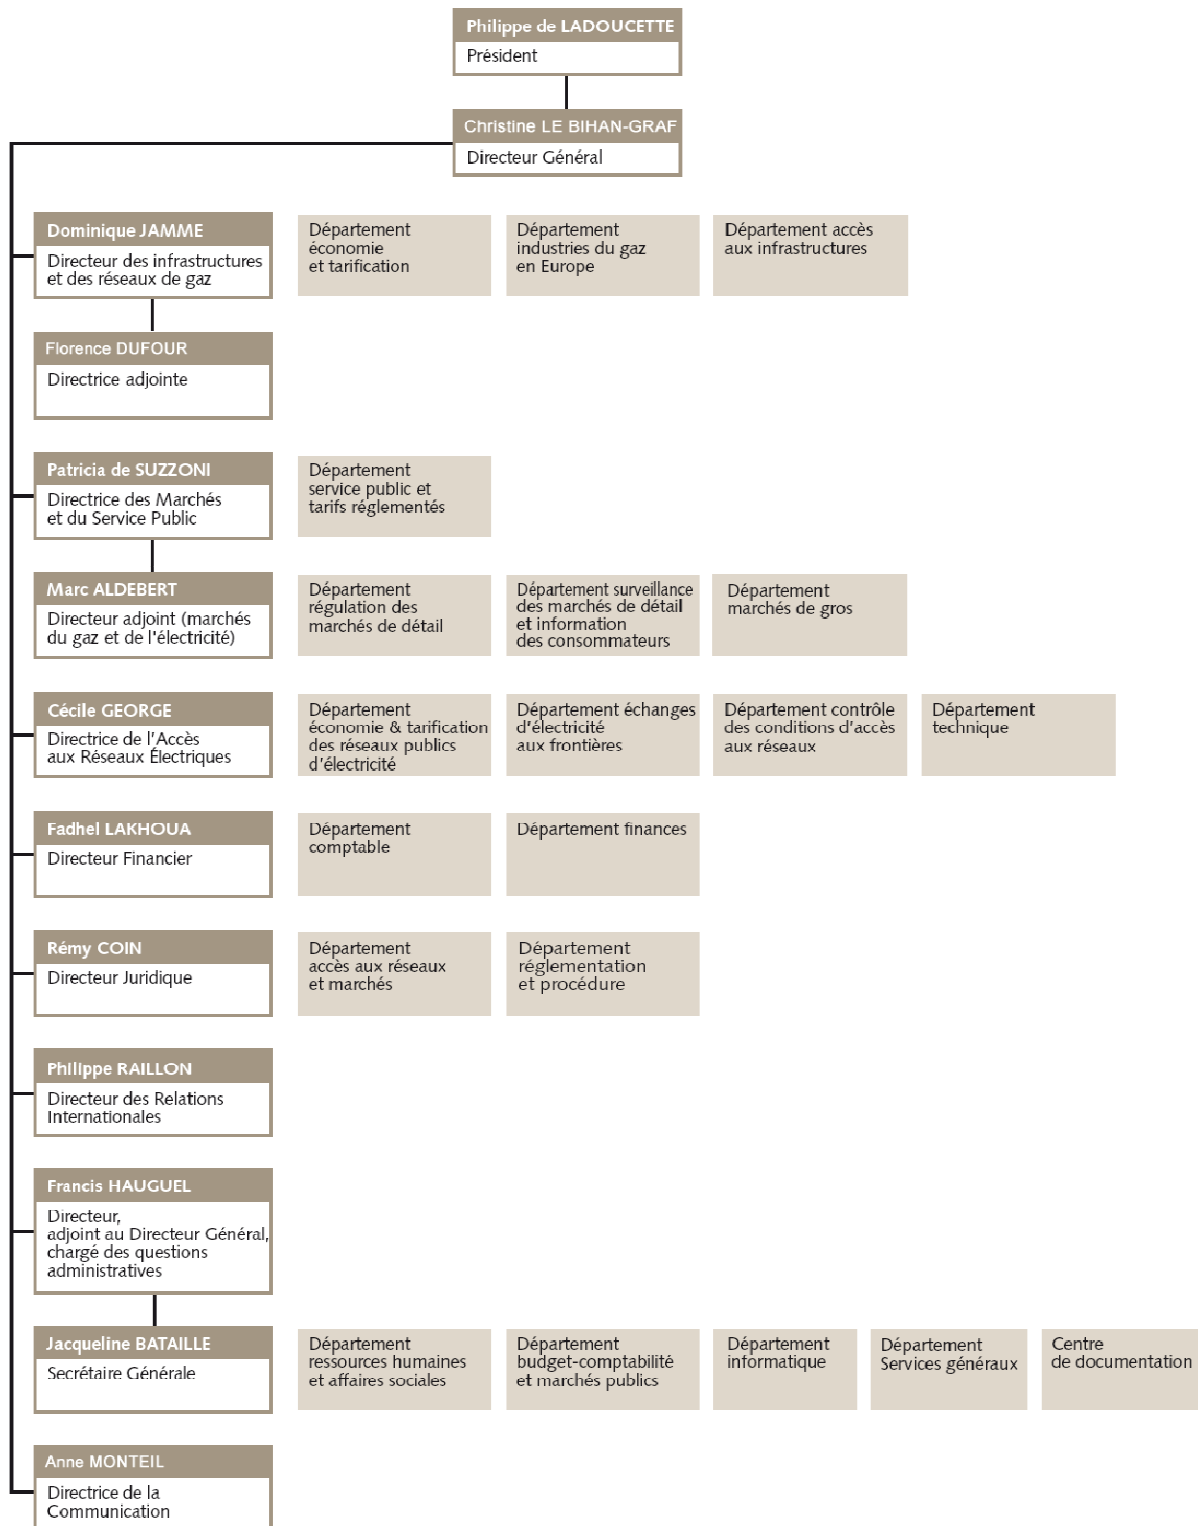 Philippe de LADOUCETTE
Président
Christine LE BIHAN-GRAF
Directeur Général
Dominique JAMME
Directeur des infrastructures
et des réseaux de gaz
Département
économie
et tarification
Département
industries du gaz
en Europe
Département accès
aux infrastructures
Florence DUFOUR
Directrice adjointe
Patricia de SUZZONI
Directrice des Marchés
et du Service Public
Département
service public et
tarifs réglementés
Marc ALDEBERT
Directeur adjoint (marchés
du gaz et de l'électricité)
Département
régulation des
marchés de détail
Département surveillance
des marchés de détail
et information
des consommateurs
Département
marchés de gros
Cécile GEORGE
Directrice de l'Accès
aux Réseaux Électriques
Département
économie & tarification
des réseaux publics
d'électricité
Département échanges
d'électricité
aux frontières
Département contrôle
des conditions d'accès
aux réseaux
Département
technique
Fadhel LAKHOUA
Directeur Financier
Département
comptable
Département finances
Rémy COIN
Directeur Juridique
Département
accès aux réseaux
et marchés
Département
réglementation
et procédure
Philippe RAILLON
Directeur des Relations
Internationales
Francis HAUGUEL
Directeur,
adjoint au Directeur Général,
chargé des questions
administratives
Jacqueline BATAILLE
Secrétaire Générale
Département
ressources humaines
et affaires sociales
Département
budget-comptabilité
et marchés publics
Département
informatique
Département
Services généraux
Centre
de documentation
Anne MONTEIL
Directrice de la
Communication